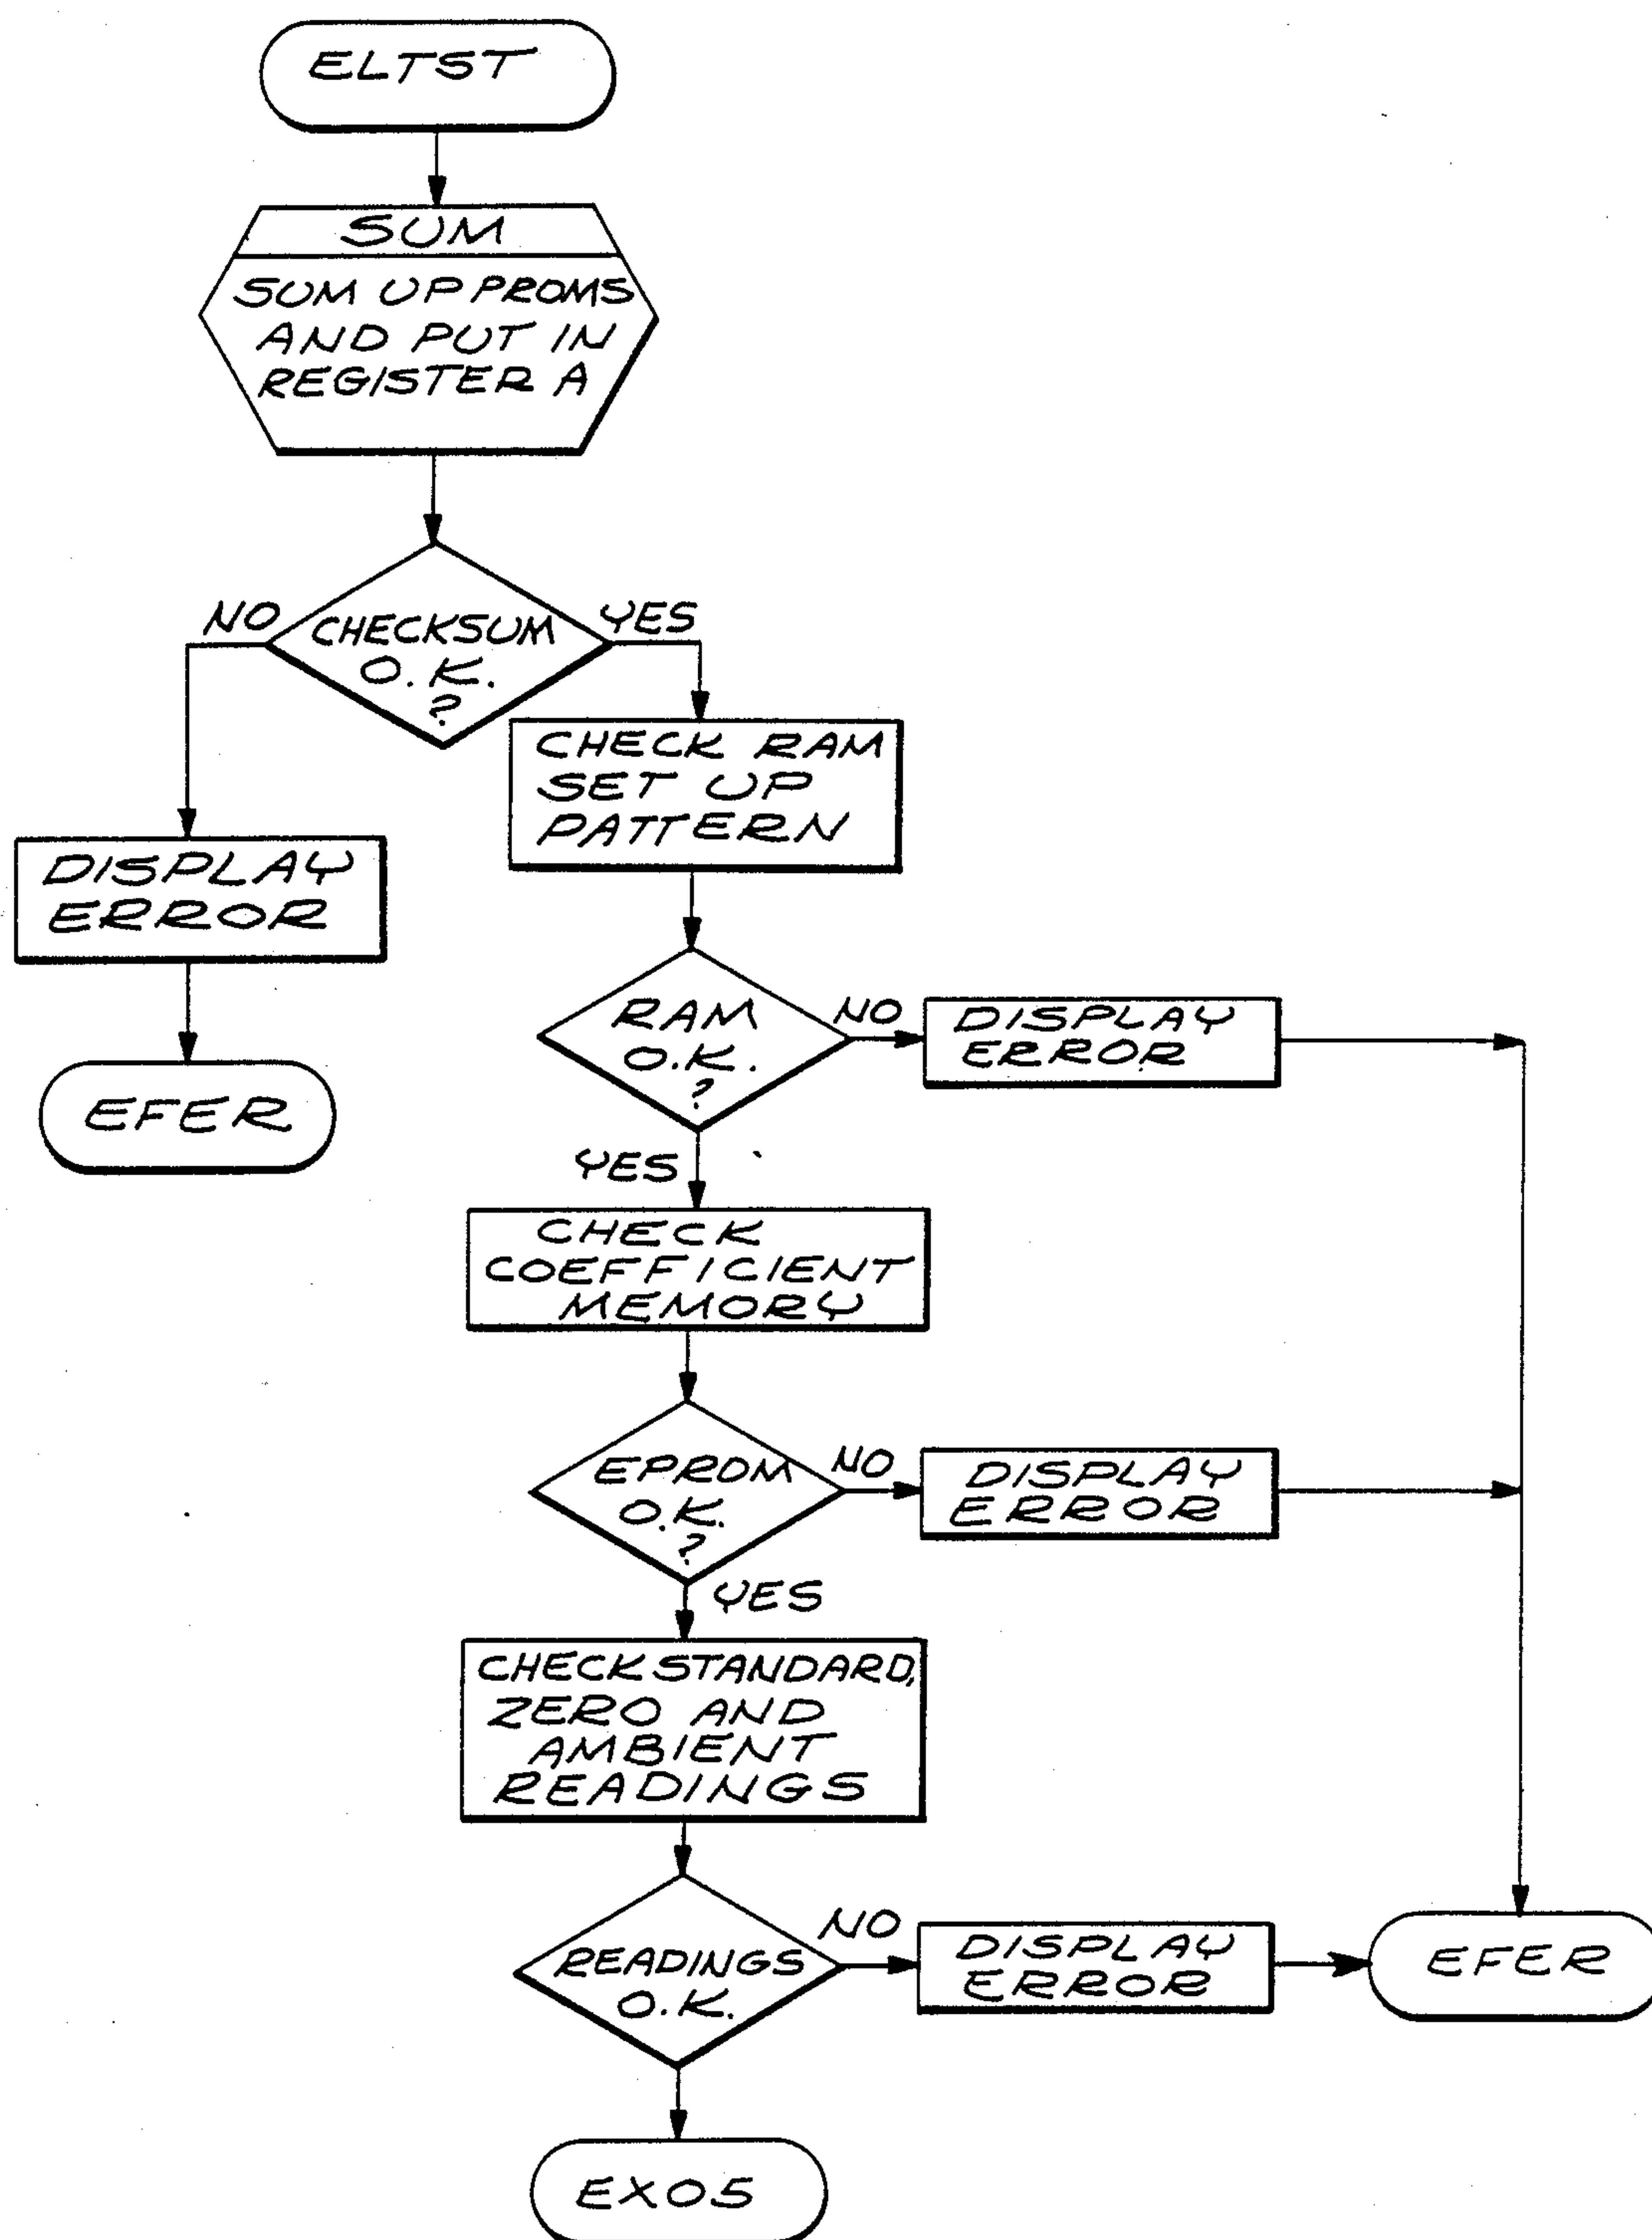 ELTST
SUM
SUM UP PROMS
AND PUT IN
REGISTER A
NO
CHECKSUM
O.K.
?
YES
CHECK RAM
SET UP
PATTERN
DISPLAY
ERROR
EFER
RAM
O.K.
?
NO
DISPLAY
ERROR
YES
CHECK
COEFFICIENT
MEMORY
EPROM
O.K.
?
NO
DISPLAY
ERROR
YES
CHECK STANDARD,
ZERO AND
AMBIENT
READINGS
READINGS
O.K.
NO
DISPLAY
ERROR
EFER
EX05